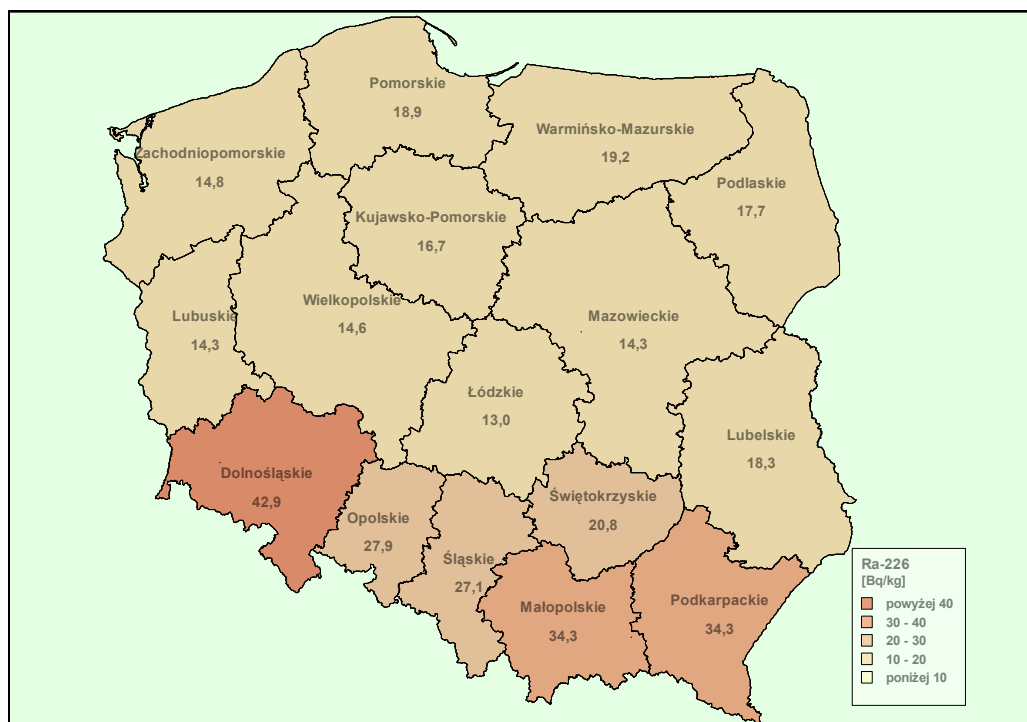 Pomorskie
18,9
Warmińsko-Mazurskie
19,2
Zachodniopomorskie
14,8
Podlaskie
17,7
Kujawsko-Pomorskie
16,7
Wielkopolskie
14,6
Lubuskie
14,3
Mazowieckie
14,3
Łódzkie
13,0
Lubelskie
18,3
Dolnośląskie
42,9
Świętokrzyskie
20,8
Opolskie
27,9
Śląskie
27,1
Małopolskie
34,3
Podkarpackie
34,3
Ra-226
[Bq/kg]
powyżej 40
30 - 40
20 - 30
10 - 20
poniżej 10